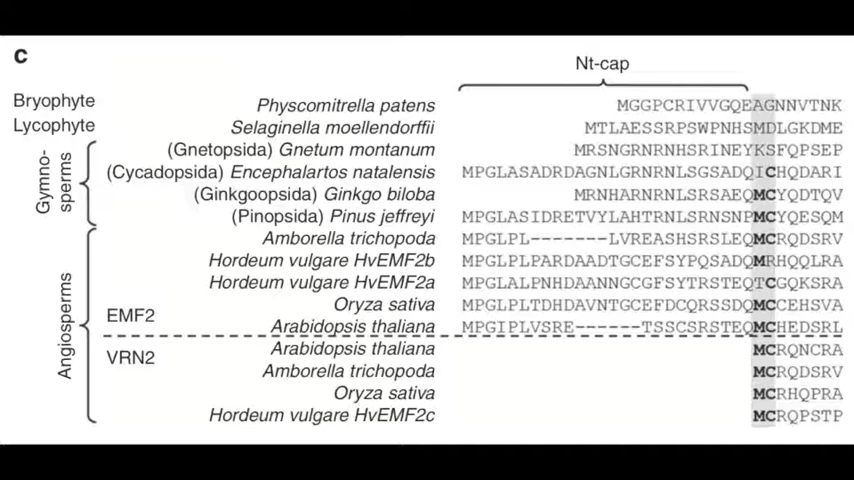 c
Nt-cap
Bryophyte Physcomitrella patens MGGPCRIVVGQEAGNNVTNK
Lycophyte Selaginella moellendorffii MTLAESSRPSWPNHSMDLGKDME
Gymno-sperms
(Gnetopsida) Gnetum montanum MRSNGRNRNHSRINEYKSFQPSEP
(Cycadopsida) Encephalartos natalensis MPGLASADRDAGNLGRNRNLSGSADQICHQDARI
(Ginkgoopsida) Ginkgo biloba MRNHARNRNLSRSAEQMCYQDTQV
(Pinopsida) Pinus jeffreyi MPGLASIDRETVYLAHTRNLSRNSNPMCYQESQM
Angiosperms
Amborella trichopoda MPGLPL-------LVREASHSRSLEQMCRQDSRV
Hordeum vulgare HvEMF2b MPGLPLPARDAADTGCEFSYPQSADQMRHQQLRA
Hordeum vulgare HvEMF2a MPGLALPNHDAANNGCGFSYTRSTEQTCGQKSRA
Oryza sativa MPGLPLTDHDAVNTGCEFDCQRSSDQMCCEHSVA
EMF2
Arabidopsis thaliana MPGIPLVSRE------TSSCSRSTEQMCHEDSRL
VRN2
Arabidopsis thaliana MCRQNCRA
Amborella trichopoda MCRQDSRV
Oryza sativa MCRHQPRA
Hordeum vulgare HvEMF2c MCRQPSTP